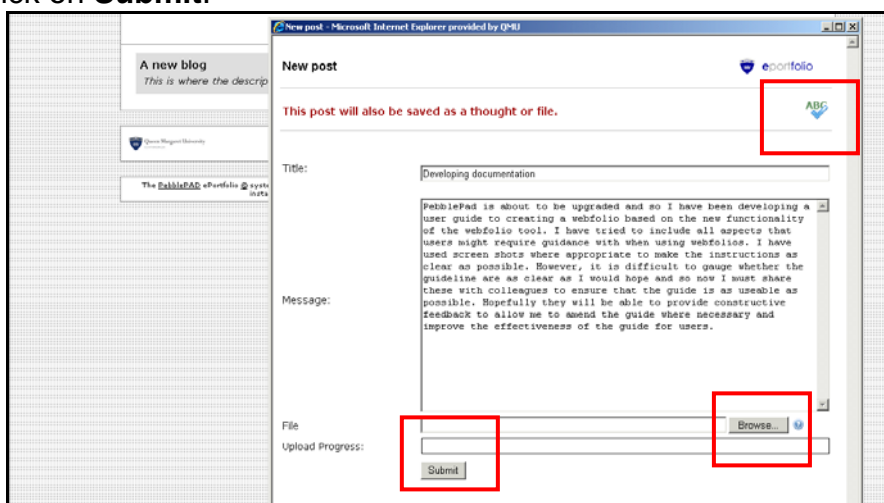 ick on Submit.
New post - Microsoft Internet Explorer provided by QMU
A new blog
This is where the descrip
New post
eportfolio
This post will also be saved as a thought or file.
ABC
Queen Margaret University
The PebblePAD ePortfolio @ syste
insta
Title:
Developing documentation
Message:
PebblePad is about to be upgraded and so I have been developing a
user guide to creating a webfolio based on the new functionality
of the webfolio tool. I have tried to include all aspects that
users might require guidance with when using webfolios. I have
used screen shots where appropriate to make the instructions as
clear as possible. However, it is difficult to gauge whether the
guideline are as clear as I would hope and so now I must share
these with colleagues to ensure that the guide is as useable as
possible. Hopefully they will be able to provide constructive
feedback to allow me to amend the guide where necessary and
improve the effectiveness of the guide for users.
File
Browse...
Upload Progress:
Submit